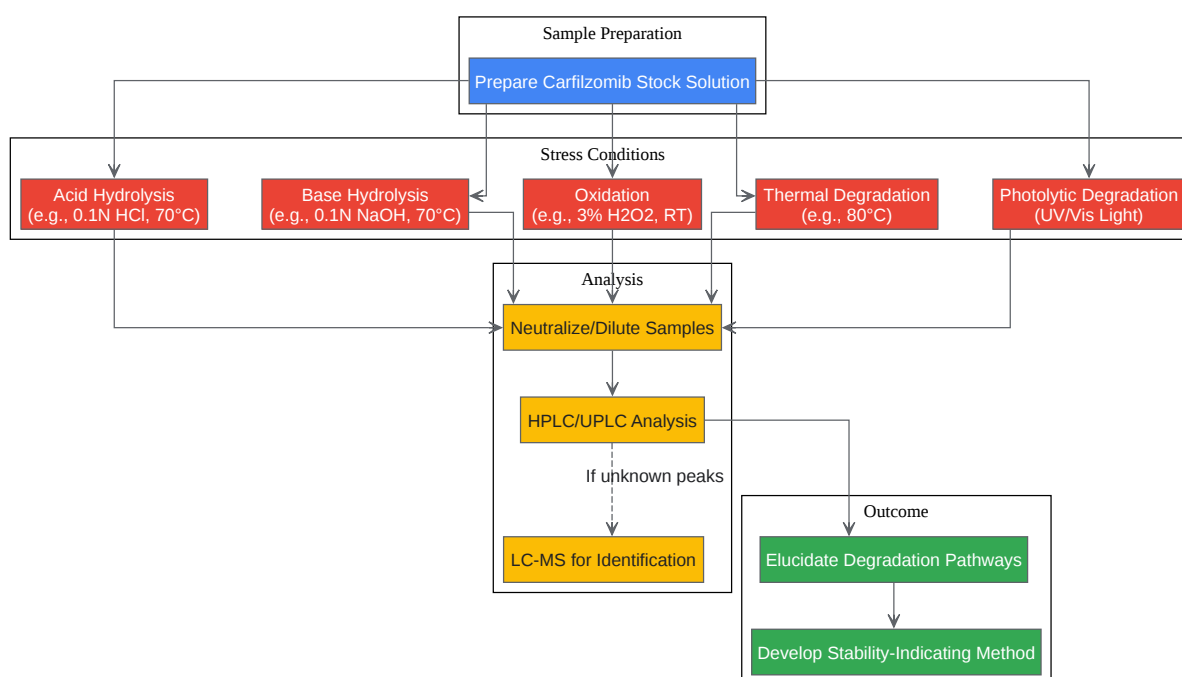 Sample Preparation
Prepare Carfilzomib Stock Solution
Stress Conditions
Acid Hydrolysis
(e.g., 0.1N HCl, 70°C)
Base Hydrolysis
(e.g., 0.1N NaOH, 70°C)
Oxidation
(e.g., 3% H2O2, RT)
Thermal Degradation
(e.g., 80°C)
Photolytic Degradation
(UV/Vis Light)
Analysis
Neutralize/Dilute Samples
HPLC/UPLC Analysis
If unknown peaks
LC-MS for Identification
Outcome
Elucidate Degradation Pathways
Develop Stability-Indicating Method